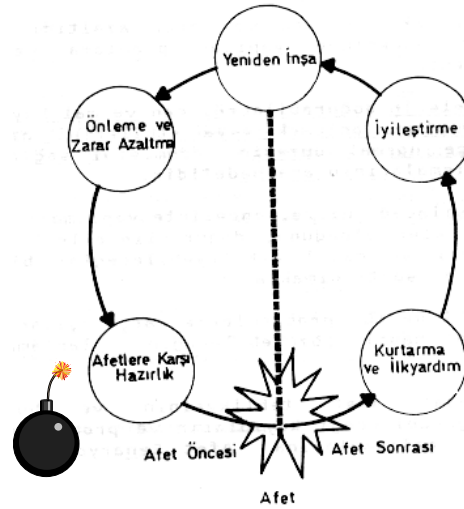 Yeniden İnşa
Önleme ve
Zarar Azaltma
İyileştirme
Afetlere Karşı
Hazırlık
Kurtarma
ve İlkyardım
Afet Öncesi
Afet Sonrası
Afet